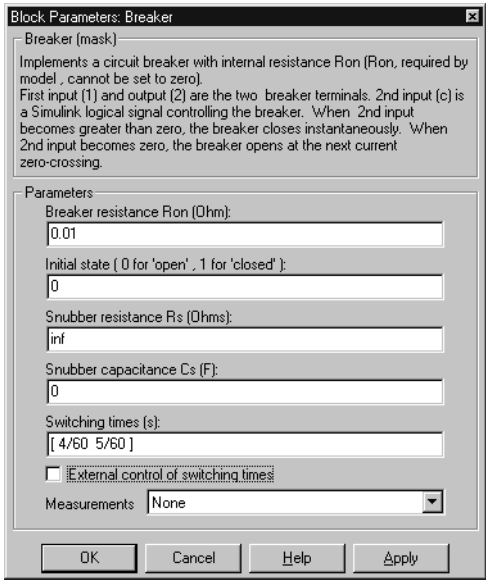 Block Parameters: Breaker
Breaker (mask)
Implements a circuit breaker with internal resistance Ron (Ron, required by
model , cannot be set to zero).
First input (1) and output (2) are the two  breaker terminals. 2nd input (c) is
a Simulink logical signal controlling the breaker.  When  2nd input
becomes greater than zero, the breaker closes instantaneously.  When
2nd input becomes zero, the breaker opens at the next current
zero-crossing.
Parameters
Breaker resistance Ron (Ohm):
0.01
Initial state ( 0 for 'open' , 1 for 'closed' ):
0
Snubber resistance Rs (Ohms):
inf
Snubber capacitance Cs (F):
0
Switching times (s):
[ 4/60  5/60 ]
External control of switching times
Measurements None
OK Cancel Help Apply